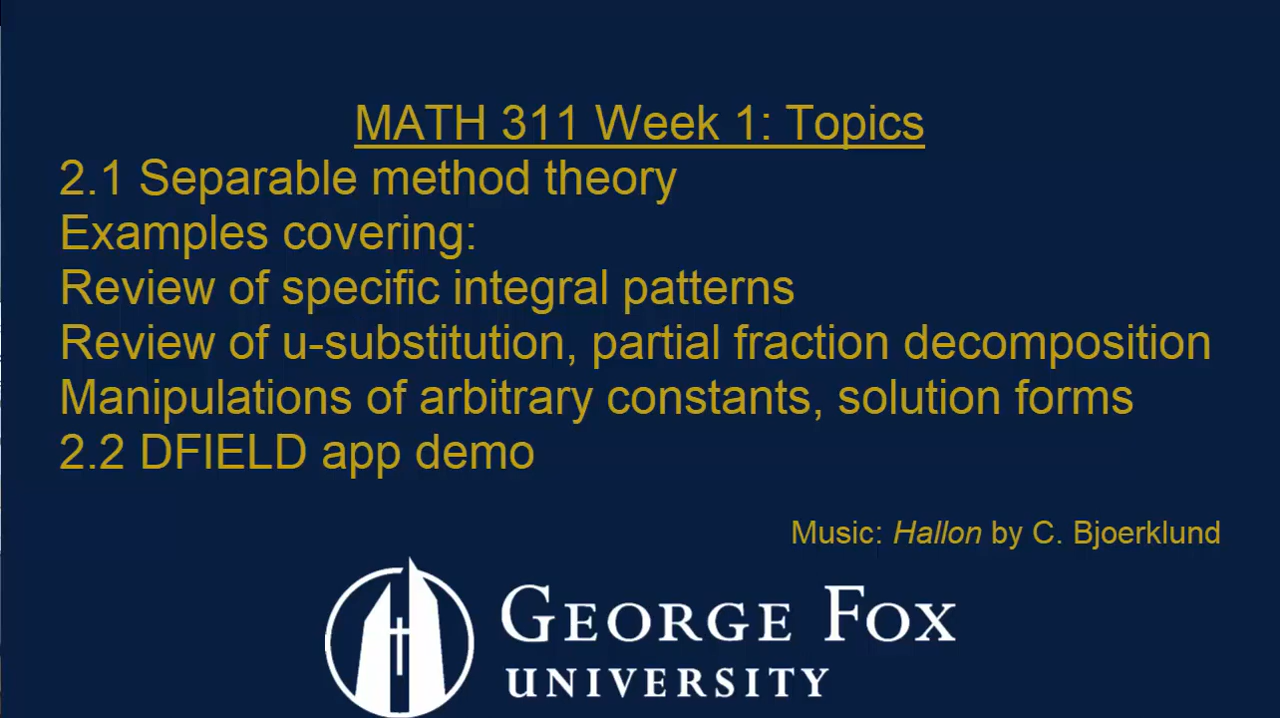 MATH 311 Week 1: Topics
2.1 Separable method theory
Examples covering:
Review of specific integral patterns
Review of u-substitution, partial fraction decomposition
Manipulations of arbitrary constants, solution forms
2.2 DFIELD app demo
Music: Hallon by C. Bjoerklund
GEORGE FOX
UNIVERSITY